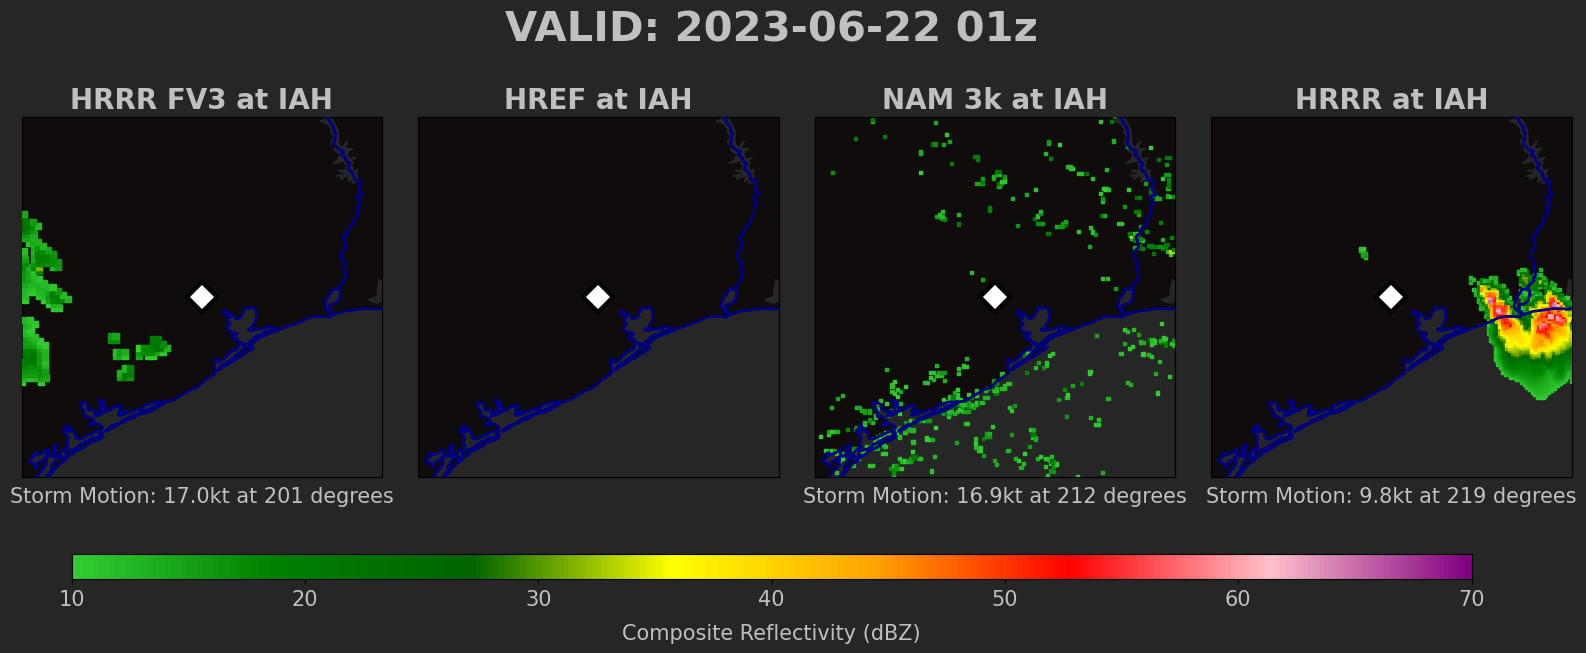 VALID: 2023-06-22 01z
HRRR FV3 at IAH
HREF at IAH
NAM 3k at IAH
HRRR at IAH
Storm Motion: 17.0kt at 201 degrees
Storm Motion: 16.9kt at 212 degrees
Storm Motion: 9.8kt at 219 degrees
10 20 30 40 50 60 70
Composite Reflectivity (dBZ)